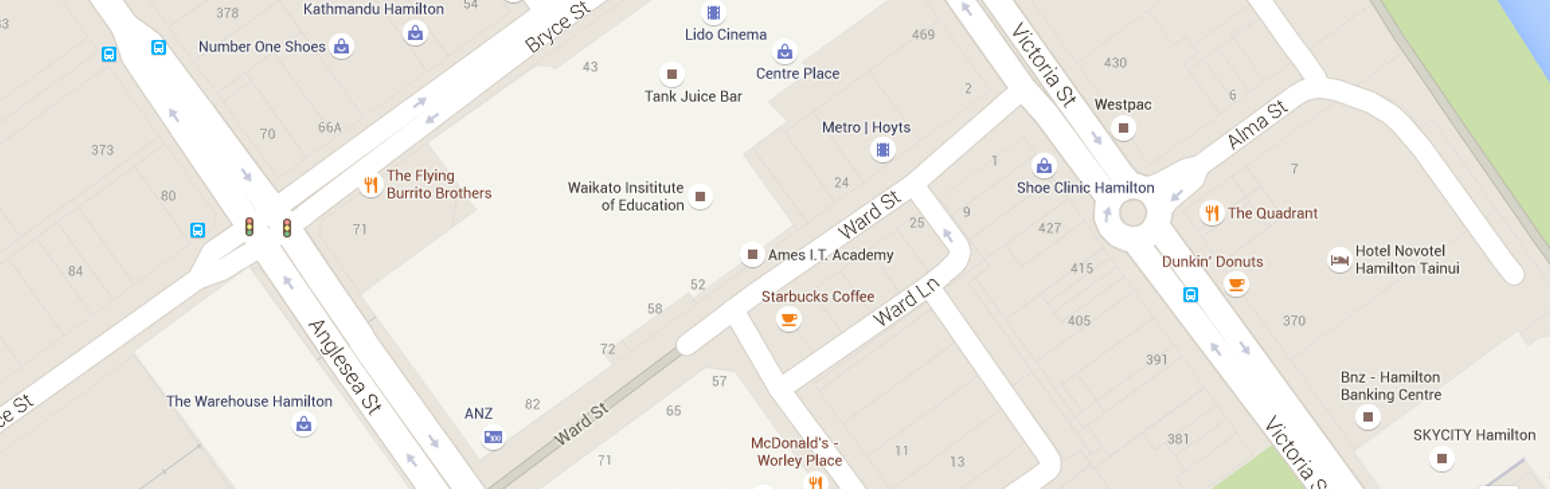 378
Kathmandu Hamilton
54
Number One Shoes
Bryce St
Lido Cinema
469
Centre Place
43
Tank Juice Bar
Victoria St
430
Westpac
6
Alma St
2
66A
70
Metro | Hoyts
373
The Flying
Burrito Brothers
80
Waikato Insititute
of Education
24
1
Shoe Clinic Hamilton
7
Ward St
9
25
427
The Quadrant
71
84
Ames I.T. Academy
415
Dunkin' Donuts
Hotel Novotel
Hamilton Tainui
52
58
Starbucks Coffee
Ward Ln
405
370
72
57
391
Anglesea St
Bnz - Hamilton
Banking Centre
The Warehouse Hamilton
ANZ
82
Ward St
65
71
McDonald's -
Worley Place
11
13
381
Victoria S
SKYCITY Hamilton
ce St